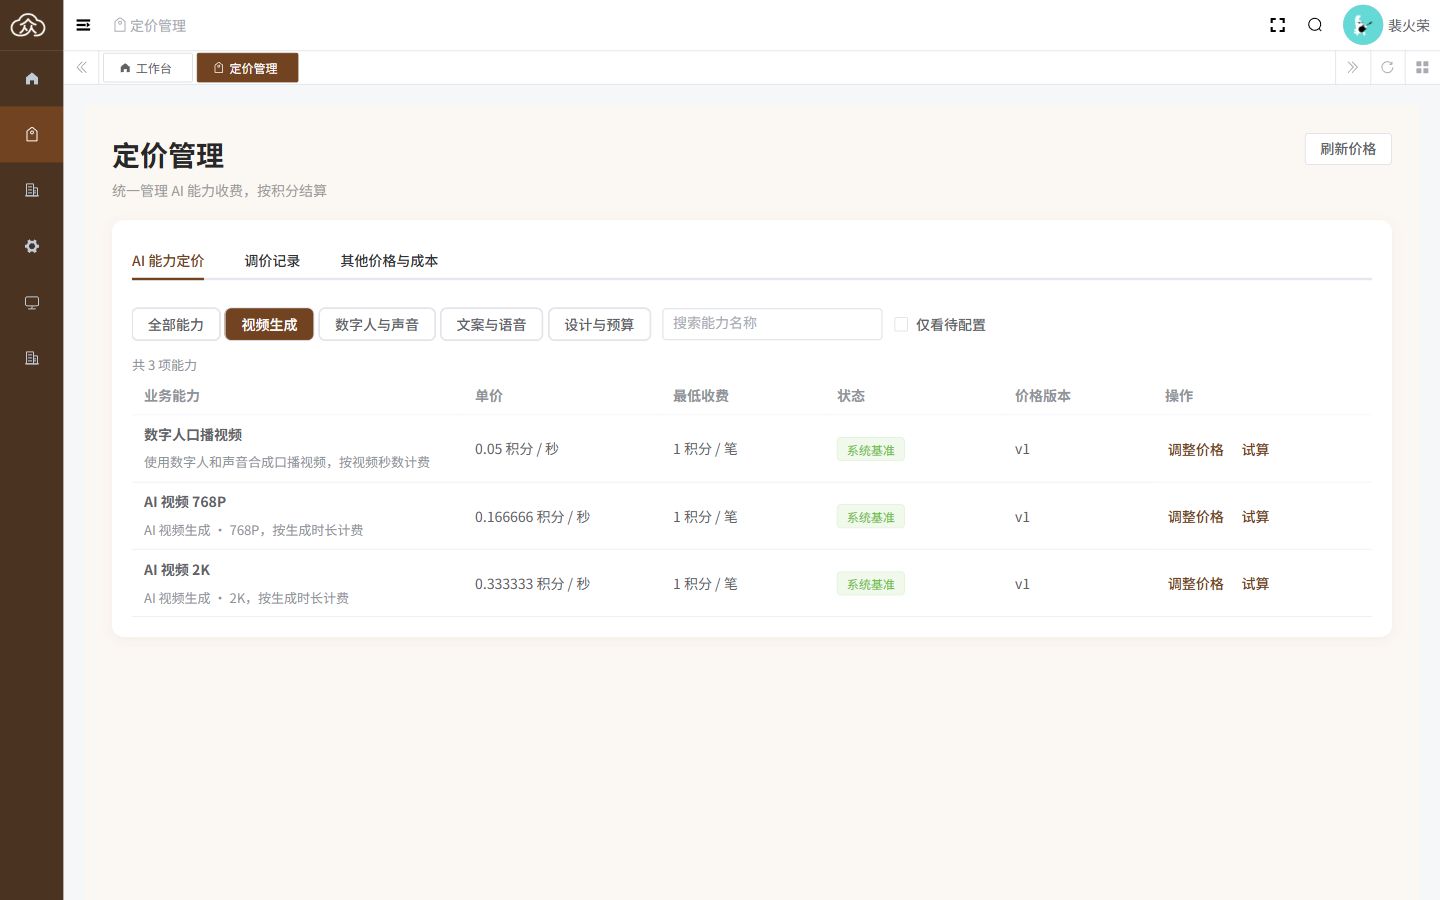 定价管理
裴火荣
工作台
定价管理
定价管理
刷新价格
统一管理 AI 能力收费，按积分结算
AI 能力定价
调价记录
其他价格与成本
全部能力
视频生成
数字人与声音
文案与语音
设计与预算
搜索能力名称
仅看待配置
共 3 项能力
业务能力 单价 最低收费 状态 价格版本 操作
数字人口播视频
使用数字人和声音合成口播视频，按视频秒数计费
0.05 积分 / 秒 1 积分 / 笔 系统基准 v1 调整价格 试算
AI 视频 768P
AI 视频生成 · 768P，按生成时长计费
0.166666 积分 / 秒 1 积分 / 笔 系统基准 v1 调整价格 试算
AI 视频 2K
AI 视频生成 · 2K，按生成时长计费
0.333333 积分 / 秒 1 积分 / 笔 系统基准 v1 调整价格 试算